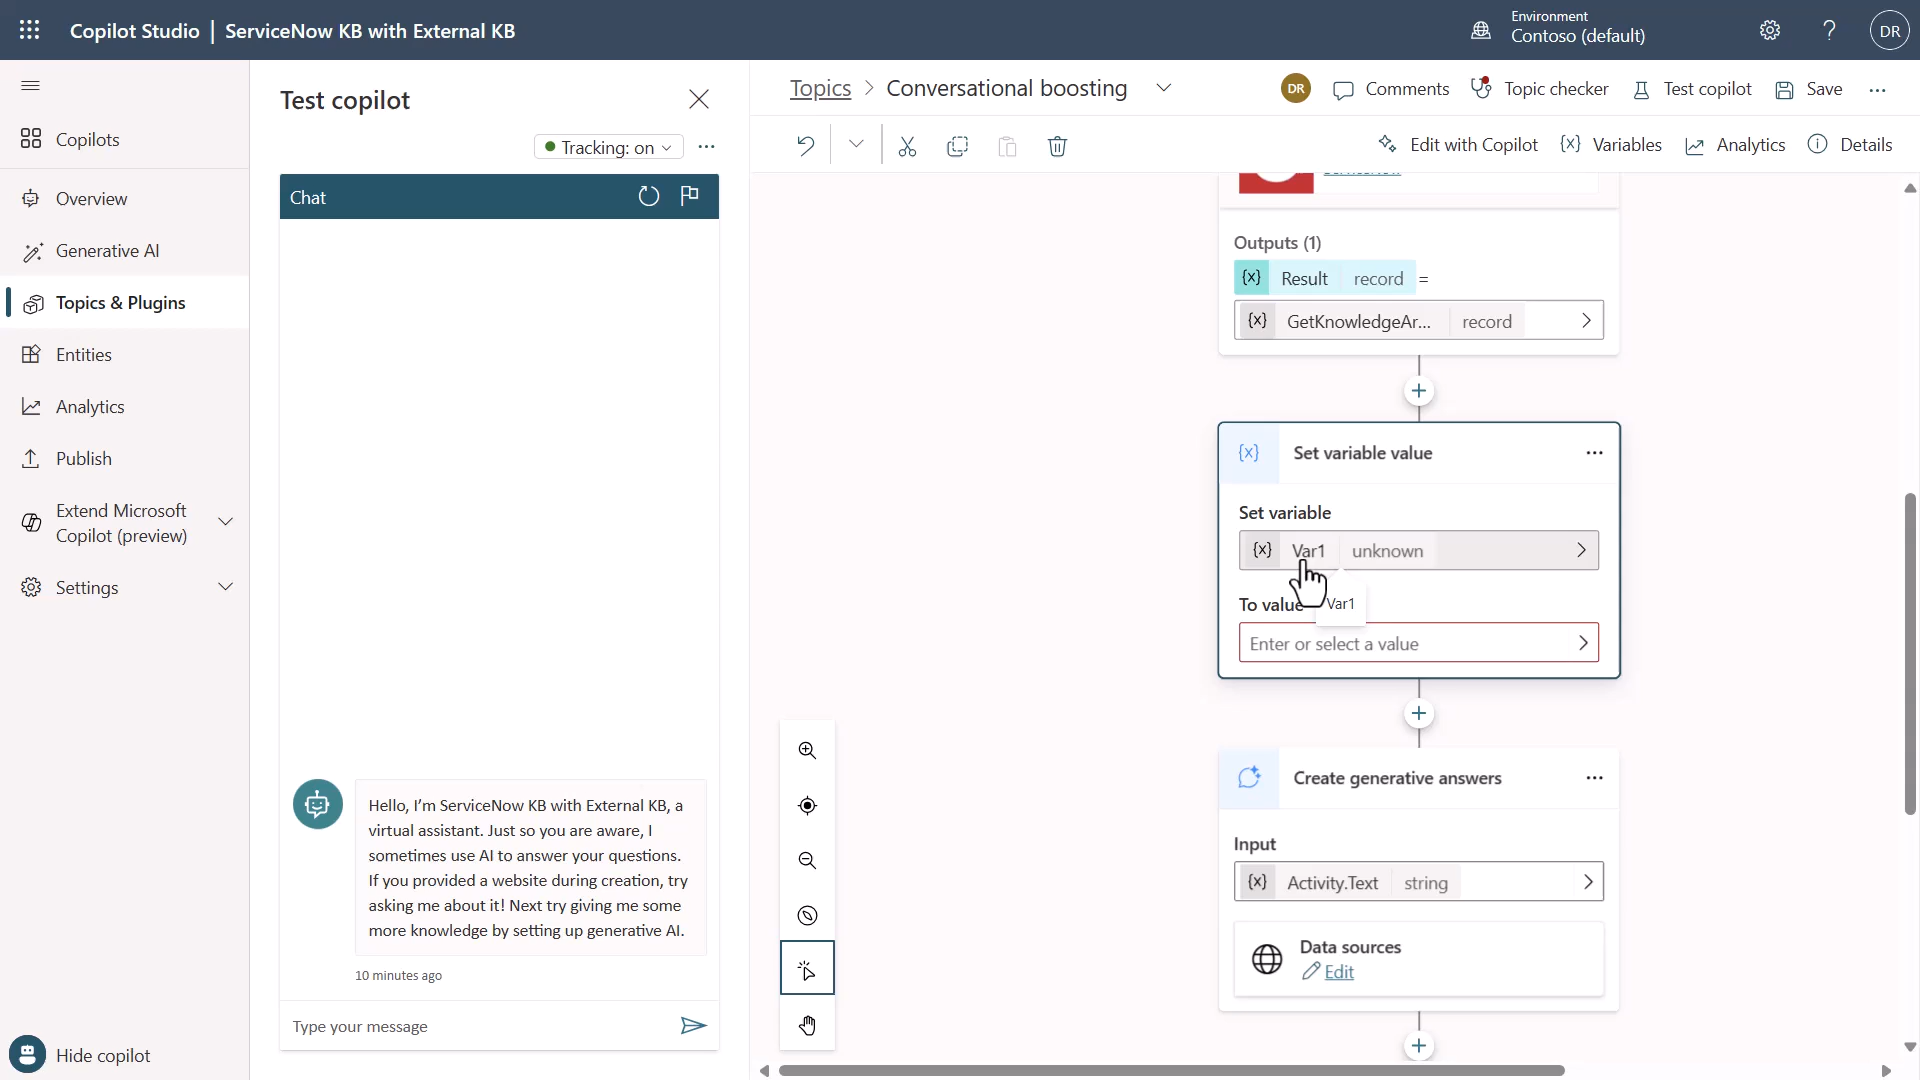 Copilot Studio | ServiceNow KB with External KB
Environment
Contoso (default)
DR
Copilots
Overview
Generative AI
Topics & Plugins
Entities
Analytics
Publish
Extend Microsoft
Copilot (preview)
Settings
Hide copilot
Test copilot
Tracking: on
Chat
Hello, I'm ServiceNow KB with External KB, a
virtual assistant. Just so you are aware, I
sometimes use AI to answer your questions.
If you provided a website during creation, try
asking me about it! Next try giving me some
more knowledge by setting up generative AI.
10 minutes ago
Type your message
Topics > Conversational boosting
DR
Comments
Topic checker
Test copilot
Save
Edit with Copilot
{x} Variables
Analytics
Details
Outputs (1)
{x} Result record =
{x} GetKnowledgeAr... record
{x} Set variable value
Set variable
{x} Var1 unknown
To value
Var1
Enter or select a value
Create generative answers
Input
{x} Activity.Text string
Data sources
Edit